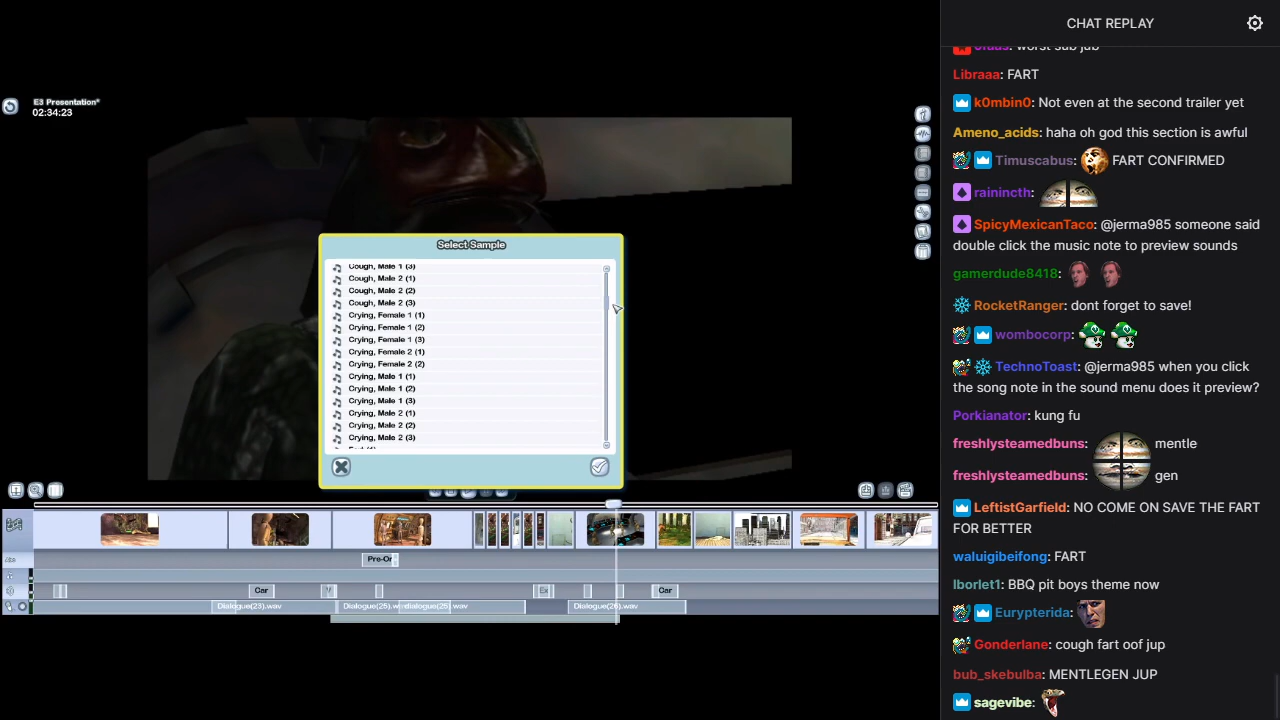 E3 Presentation*
02:34:23
Select Sample
Cough, Male 1 (3)
Cough, Male 2 (1)
Cough, Male 2 (2)
Cough, Male 2 (3)
Crying, Female 1 (1)
Crying, Female 1 (2)
Crying, Female 1 (3)
Crying, Female 2 (1)
Crying, Female 2 (2)
Crying, Male 1 (1)
Crying, Male 1 (2)
Crying, Male 1 (3)
Crying, Male 2 (1)
Crying, Male 2 (2)
Crying, Male 2 (3)
Pre-Or
Car
Car
Dialogue(23).wav
Dialogue(25).w
dialogue(25).wav
CHAT REPLAY
worst sub jub
Libraaa: FART
k0mbin0: Not even at the second trailer yet
Ameno_acids: haha oh god this section is awful
Timuscabus: FART CONFIRMED
rainincth:
SpicyMexicanTaco: @jerma985 someone said
double click the music note to preview sounds
gamerdude8418:
RocketRanger: dont forget to save!
wombocorp:
TechnoToast: @jerma985 when you click
the song note in the sound menu does it preview?
Porkianator: kung fu
freshlysteamedbuns: mentle
freshlysteamedbuns: gen
LeftistGarfield: NO COME ON SAVE THE FART
FOR BETTER
waluigibeifong: FART
lborlet1: BBQ pit boys theme now
Eurypterida:
Gonderlane: cough fart oof jup
bub_skebulba: MENTLEGEN JUP
sagevibe: